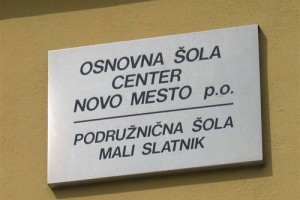 OSNOVNA ŠOLA
CENTER
NOVO MESTO p.o.
PODRUŽNIČNA ŠOLA
MALI SLATNIK